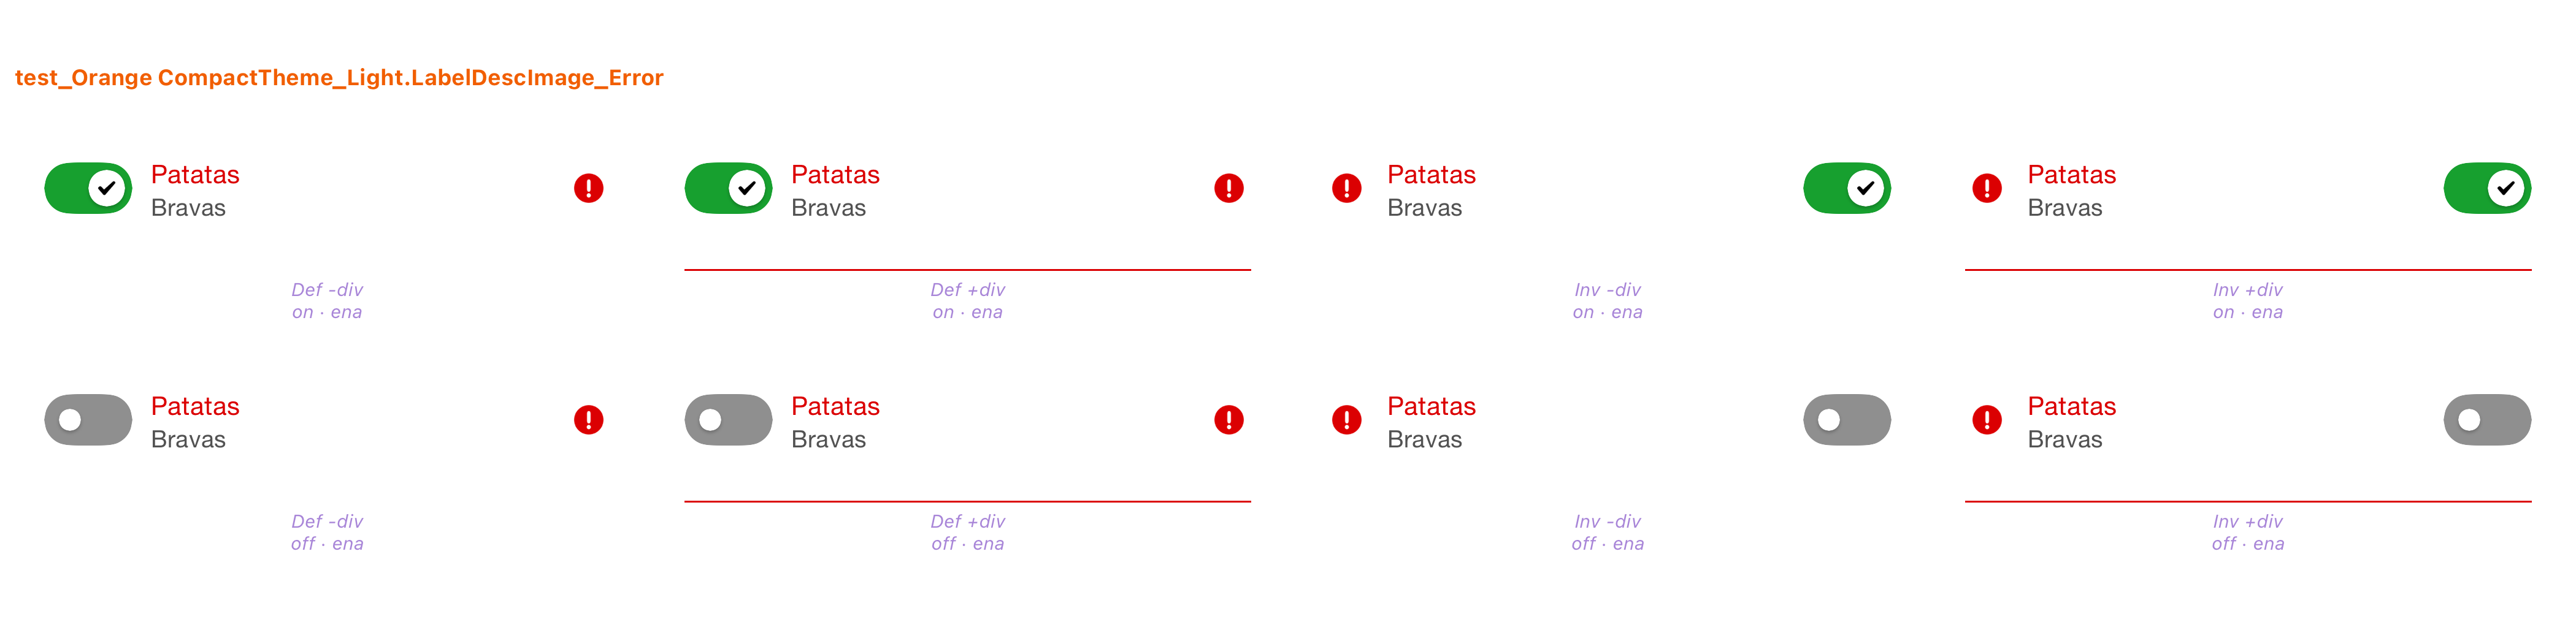 test_Orange CompactTheme_Light.LabelDescImage_Error
Patatas
Bravas
Patatas
Bravas
Patatas
Bravas
Patatas
Bravas
Def -div
on · ena
Def +div
on · ena
Inv -div
on · ena
Inv +div
on · ena
Patatas
Bravas
Patatas
Bravas
Patatas
Bravas
Patatas
Bravas
Def -div
off · ena
Def +div
off · ena
Inv -div
off · ena
Inv +div
off · ena